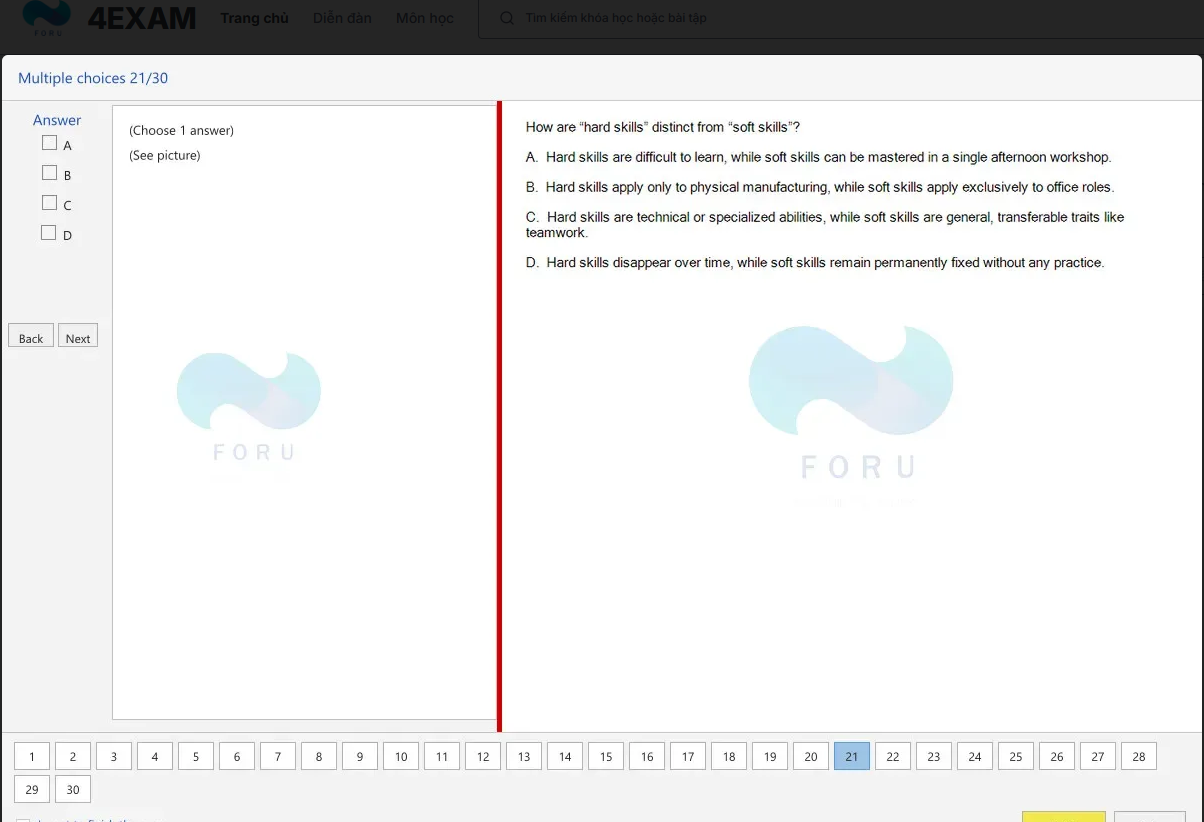 FORU
4EXAM Trang chủ Diễn đàn Môn học Tìm kiếm khóa học hoặc bài tập
Multiple choices 21/30
Answer
A
B
C
D
Back Next
(Choose 1 answer)
(See picture)
FORU
How are “hard skills” distinct from “soft skills”?
A. Hard skills are difficult to learn, while soft skills can be mastered in a single afternoon workshop.
B. Hard skills apply only to physical manufacturing, while soft skills apply exclusively to office roles.
C. Hard skills are technical or specialized abilities, while soft skills are general, transferable traits like
teamwork.
D. Hard skills disappear over time, while soft skills remain permanently fixed without any practice.
FORU
1 2 3 4 5 6 7 8 9 10 11 12 13 14 15 16 17 18 19 20 21 22 23 24 25 26 27 28
29 30